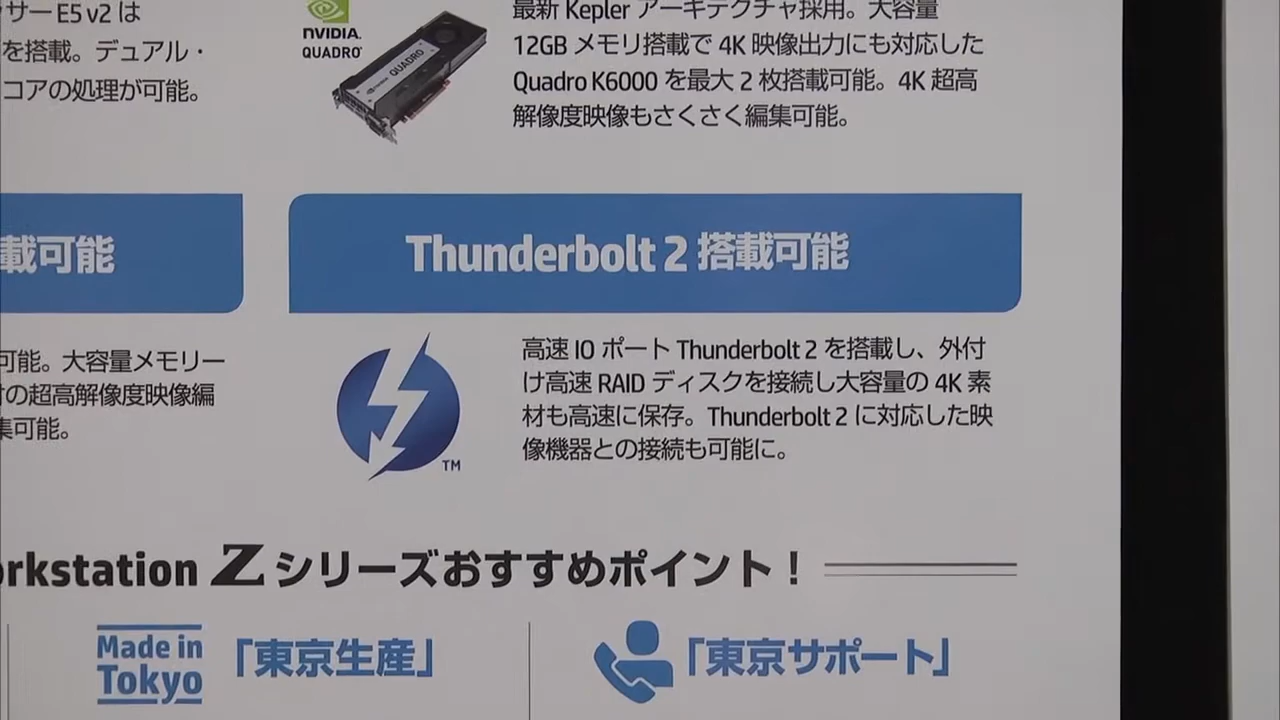 サー E5 v2 は
を搭載。デュアル・
コアの処理が可能。
NVIDIA.
QUADRO
QUADRO
最新 Kepler アーキテクチャ採用。大容量
12GB メモリ搭載で 4K 映像出力にも対応した
Quadro K6000 を最大 2 枚搭載可能。4K 超高
解像度映像もさくさく編集可能。
載可能
Thunderbolt 2 搭載可能
可能。大容量メモリー
付の超高解像度映像編
集可能。
TM
高速 IO ポート Thunderbolt 2 を搭載し、外付
け高速 RAID ディスクを接続し大容量の 4K 素
材も高速に保存。Thunderbolt 2 に対応した映
像機器との接続も可能に。
orkstation Z シリーズおすすめポイント！
Made in
Tokyo
「東京生産」
「東京サポート」